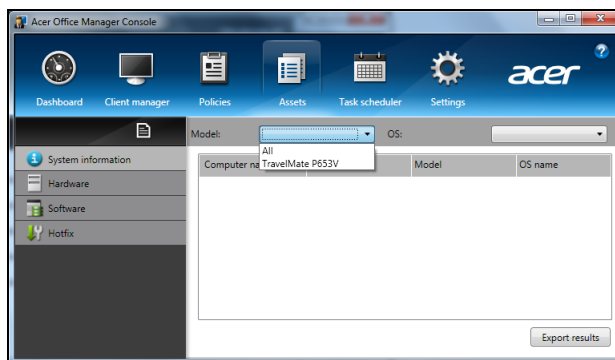 Acer Office Manager Console
acer
Dashboard Client manager Policies Assets Task scheduler Settings
Model: OS:
All
TravelMate P653V
System information
Hardware
Software
Hotfix
Computer na Model OS name
Export results